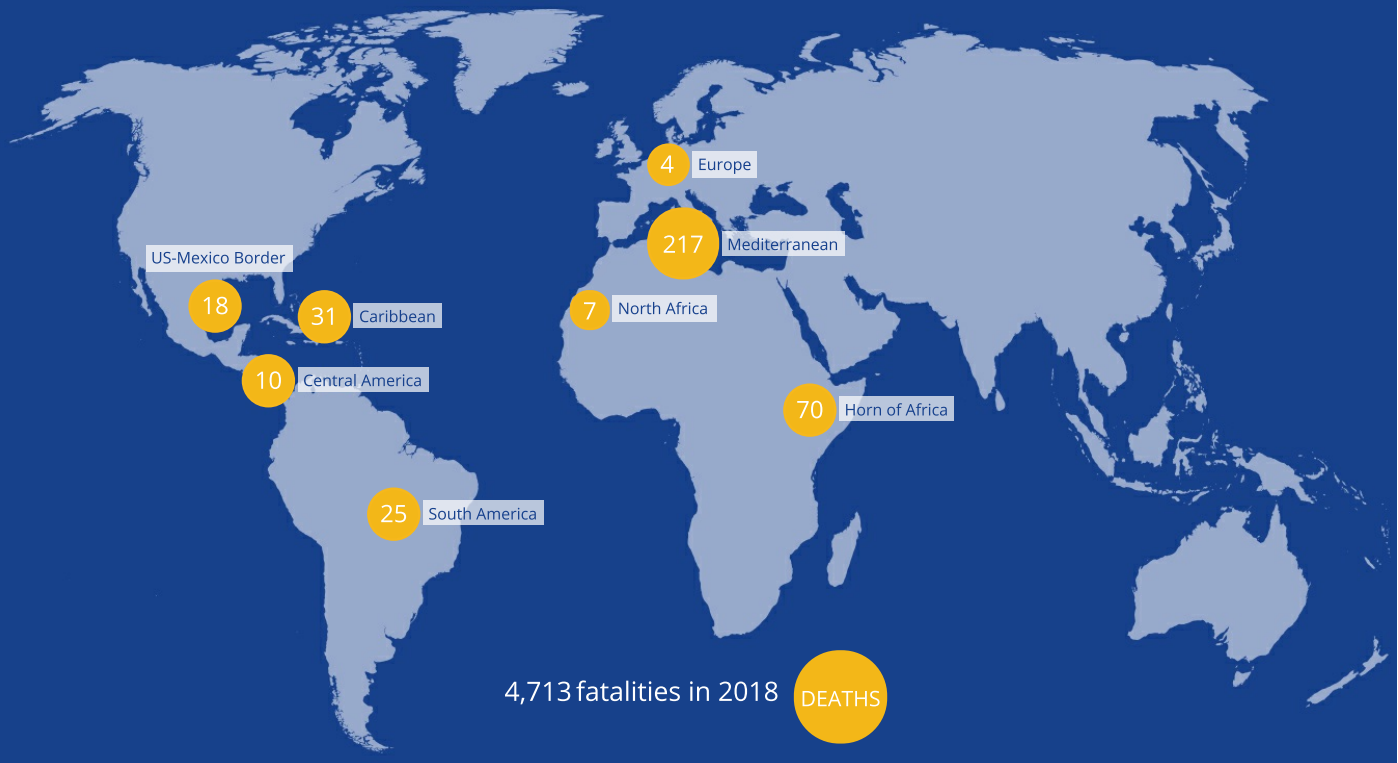 4
Europe
217
Mediterranean
US-Mexico Border
18
31
Caribbean
7
North Africa
10
Central America
70
Horn of Africa
25
South America
4,713 fatalities in 2018
DEATHS